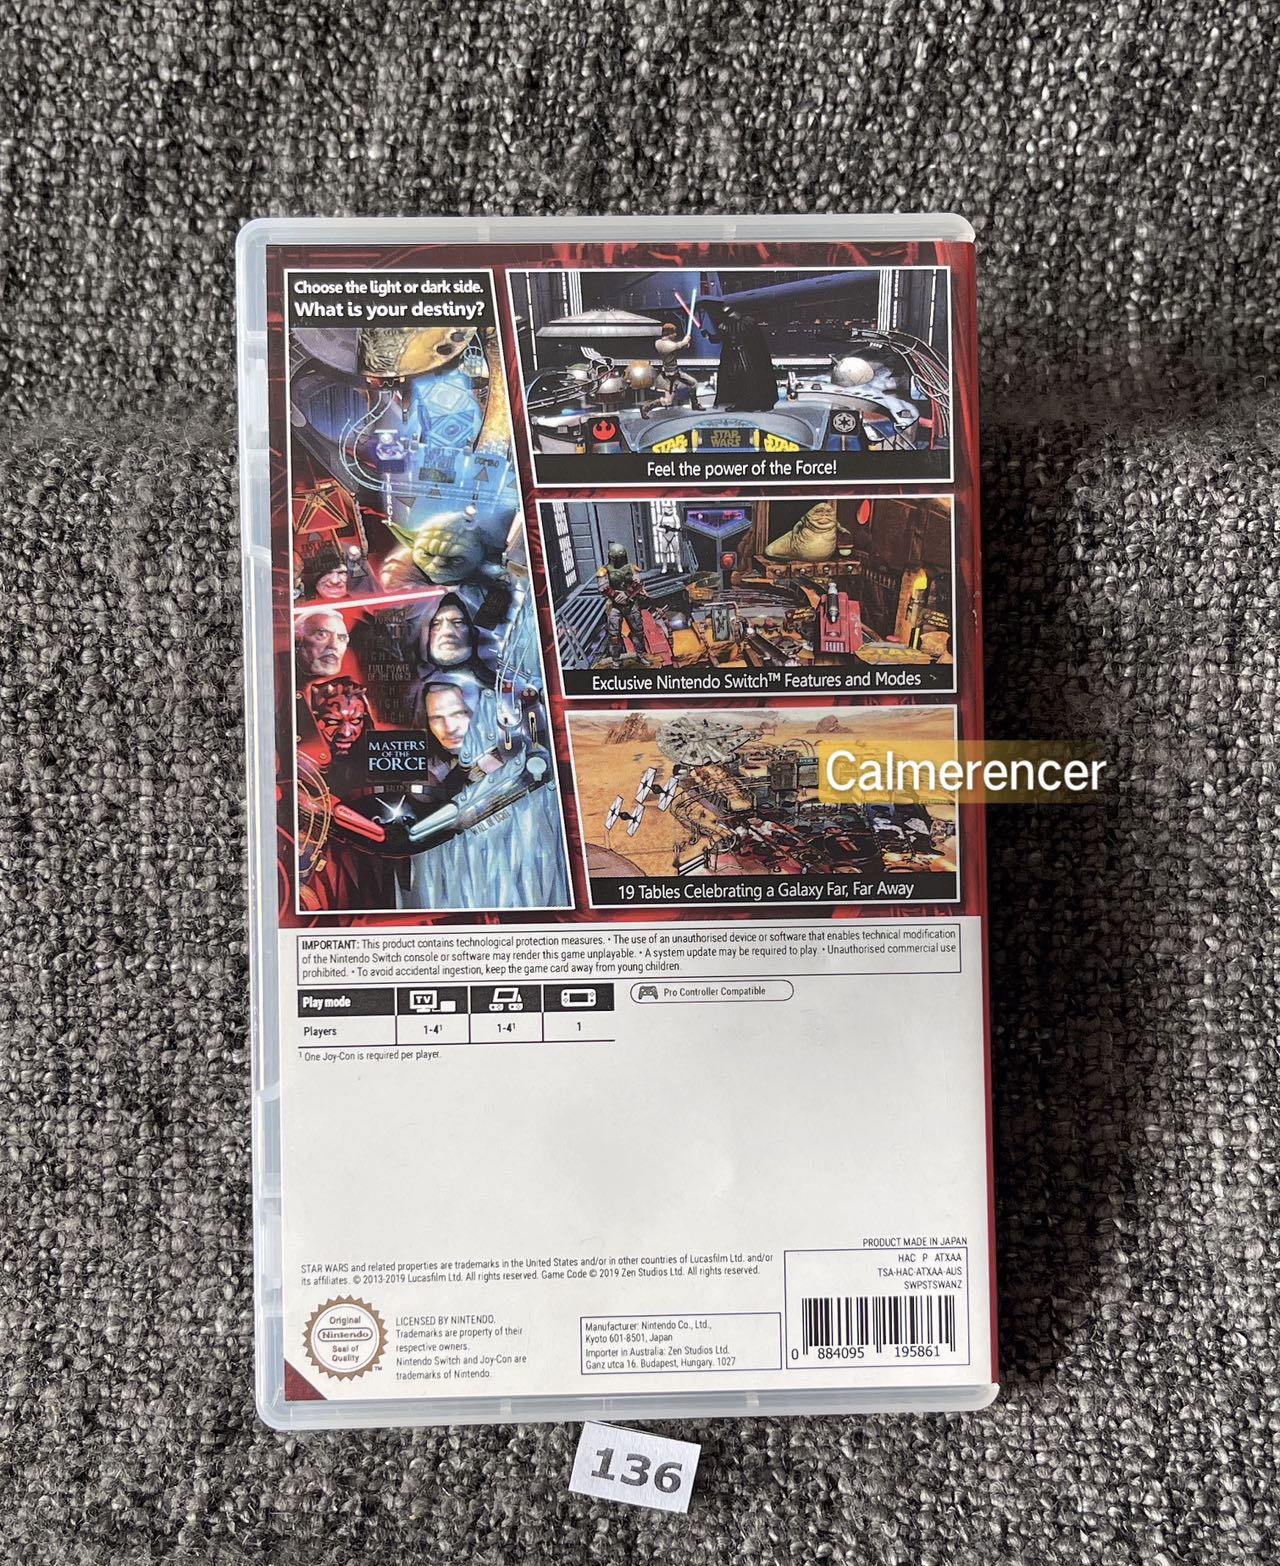 Choose the light or dark side.
What is your destiny?
MASTERS
OF THE
FORCE
STAR
WARS
Feel the power of the Force!
Exclusive Nintendo Switch™ Features and Modes
Calmerencer
19 Tables Celebrating a Galaxy Far, Far Away
IMPORTANT: This product contains technological protection measures. • The use of an unauthorised device or software that enables technical modification
of the Nintendo Switch console or software may render this game unplayable. • A system update may be required to play. • Unauthorised commercial use
prohibited. • To avoid accidental ingestion, keep the game card away from young children.
Play mode TV
Players 1-4¹ 1-4¹ 1
Pro Controller Compatible
¹ One Joy-Con is required per player.
STAR WARS and related properties are trademarks in the United States and/or in other countries of Lucasfilm Ltd. and/or
its affiliates. © 2013-2019 Lucasfilm Ltd. All rights reserved. Game Code © 2019 Zen Studios Ltd. All rights reserved.
PRODUCT MADE IN JAPAN
HAC P ATXAA
TSA-HAC-ATXAA-AUS
SWPSTSWANZ
0 884095 195861
Original
Nintendo
Seal of
Quality
TM
LICENSED BY NINTENDO.
Trademarks are property of their
respective owners.
Nintendo Switch and Joy-Con are
trademarks of Nintendo.
Manufacturer: Nintendo Co., Ltd.,
Kyoto 601-8501, Japan
Importer in Australia: Zen Studios Ltd.
Ganz utca 16. Budapest, Hungary. 1027
136